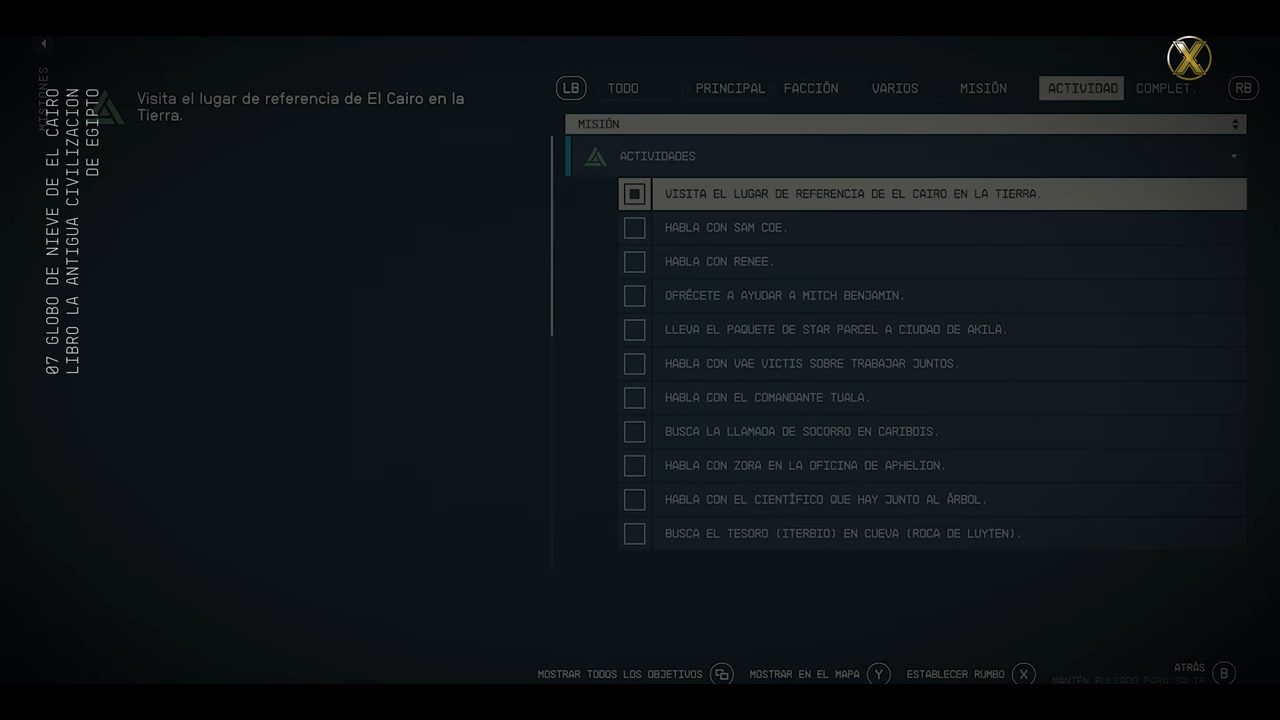 MISIONES
07 GLOBO DE NIEVE DE EL CAIRO
LIBRO LA ANTIGUA CIVILIZACION
DE EGIPTO
Visita el lugar de referencia de El Cairo en la
Tierra.
X
LB TODO PRINCIPAL FACCIÓN VARIOS MISIÓN ACTIVIDAD COMPLET. RB
MISIÓN
ACTIVIDADES
VISITA EL LUGAR DE REFERENCIA DE EL CAIRO EN LA TIERRA.
HABLA CON SAM COE.
HABLA CON RENEE.
OFRÉCETE A AYUDAR A MITCH BENJAMIN.
LLEVA EL PAQUETE DE STAR PARCEL A CIUDAD DE AKILA.
HABLA CON VAE VICTIS SOBRE TRABAJAR JUNTOS.
HABLA CON EL COMANDANTE TUALA.
BUSCA LA LLAMADA DE SOCORRO EN CARIBDIS.
HABLA CON ZORA EN LA OFICINA DE APHELION.
HABLA CON EL CIENTÍFICO QUE HAY JUNTO AL ÁRBOL.
BUSCA EL TESORO (ITERBIO) EN CUEVA (ROCA DE LUYTEN).
MOSTRAR TODOS LOS OBJETIVOS MOSTRAR EN EL MAPA Y ESTABLECER RUMBO X ATRÁS B
MANTÉN PULSADO PARA SALIR